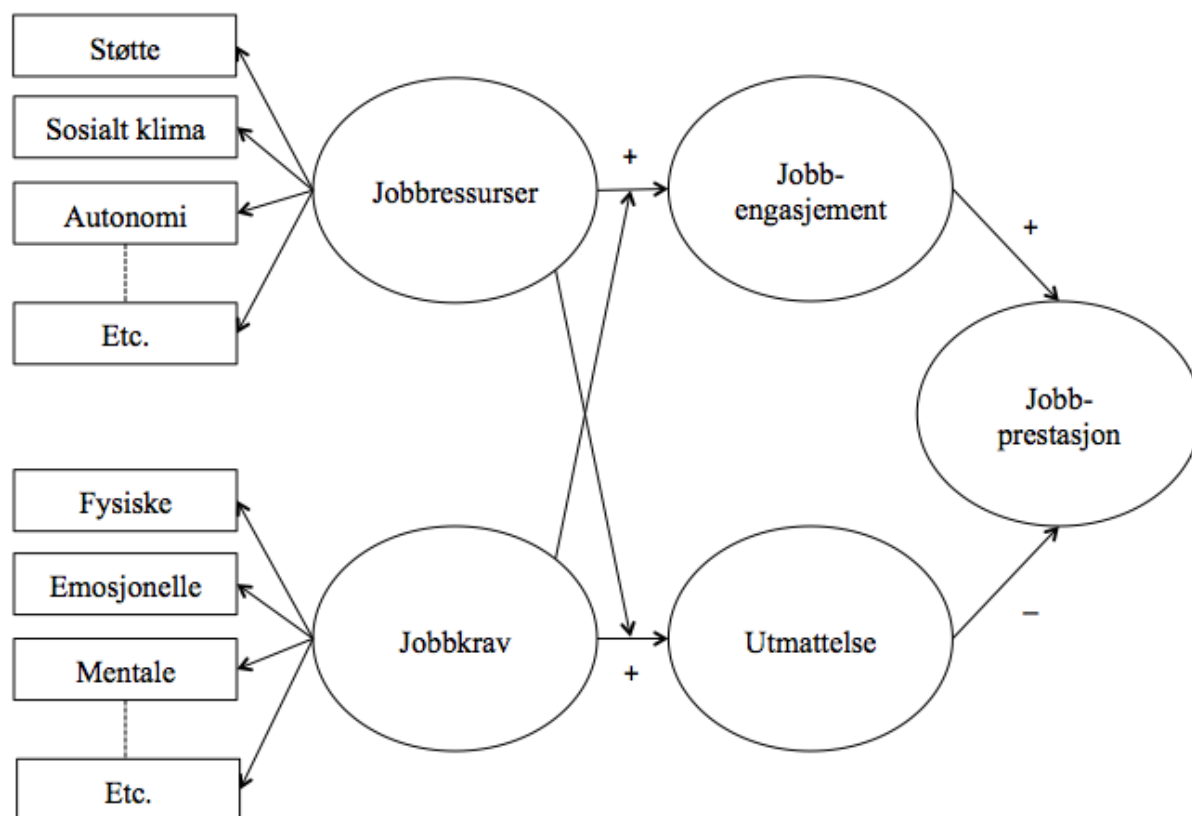 Støtte
Sosialt klima
Autonomi
Etc.
Jobbressurser
+
Jobb-
engasjement
+
Jobb-
prestasjon
Fysiske
Emosjonelle
Mentale
Etc.
Jobbkrav
+
Utmattelse
–